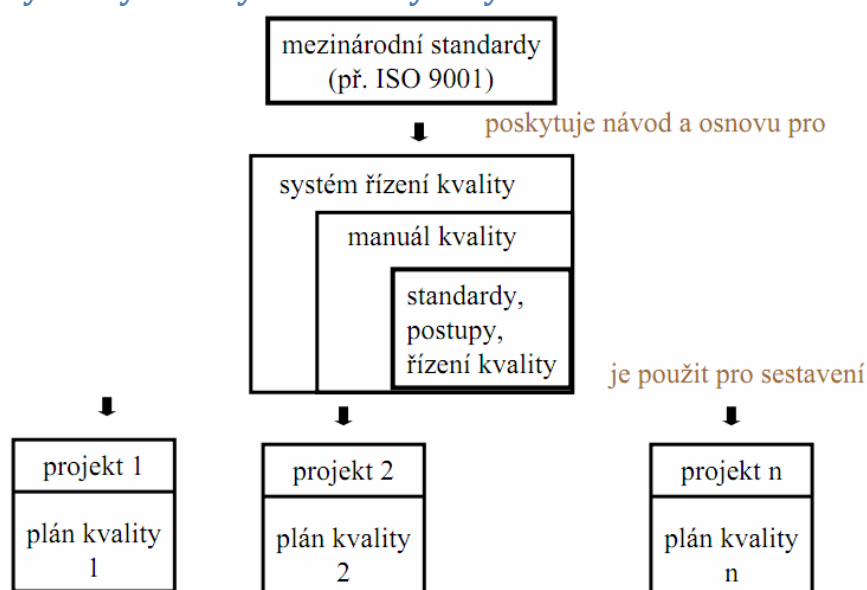 mezinárodní standardy
(př. ISO 9001)
poskytuje návod a osnovu pro
systém řízení kvality
manuál kvality
standardy,
postupy,
řízení kvality
je použit pro sestavení
projekt 1
plán kvality
1
projekt 2
plán kvality
2
projekt n
plán kvality
n